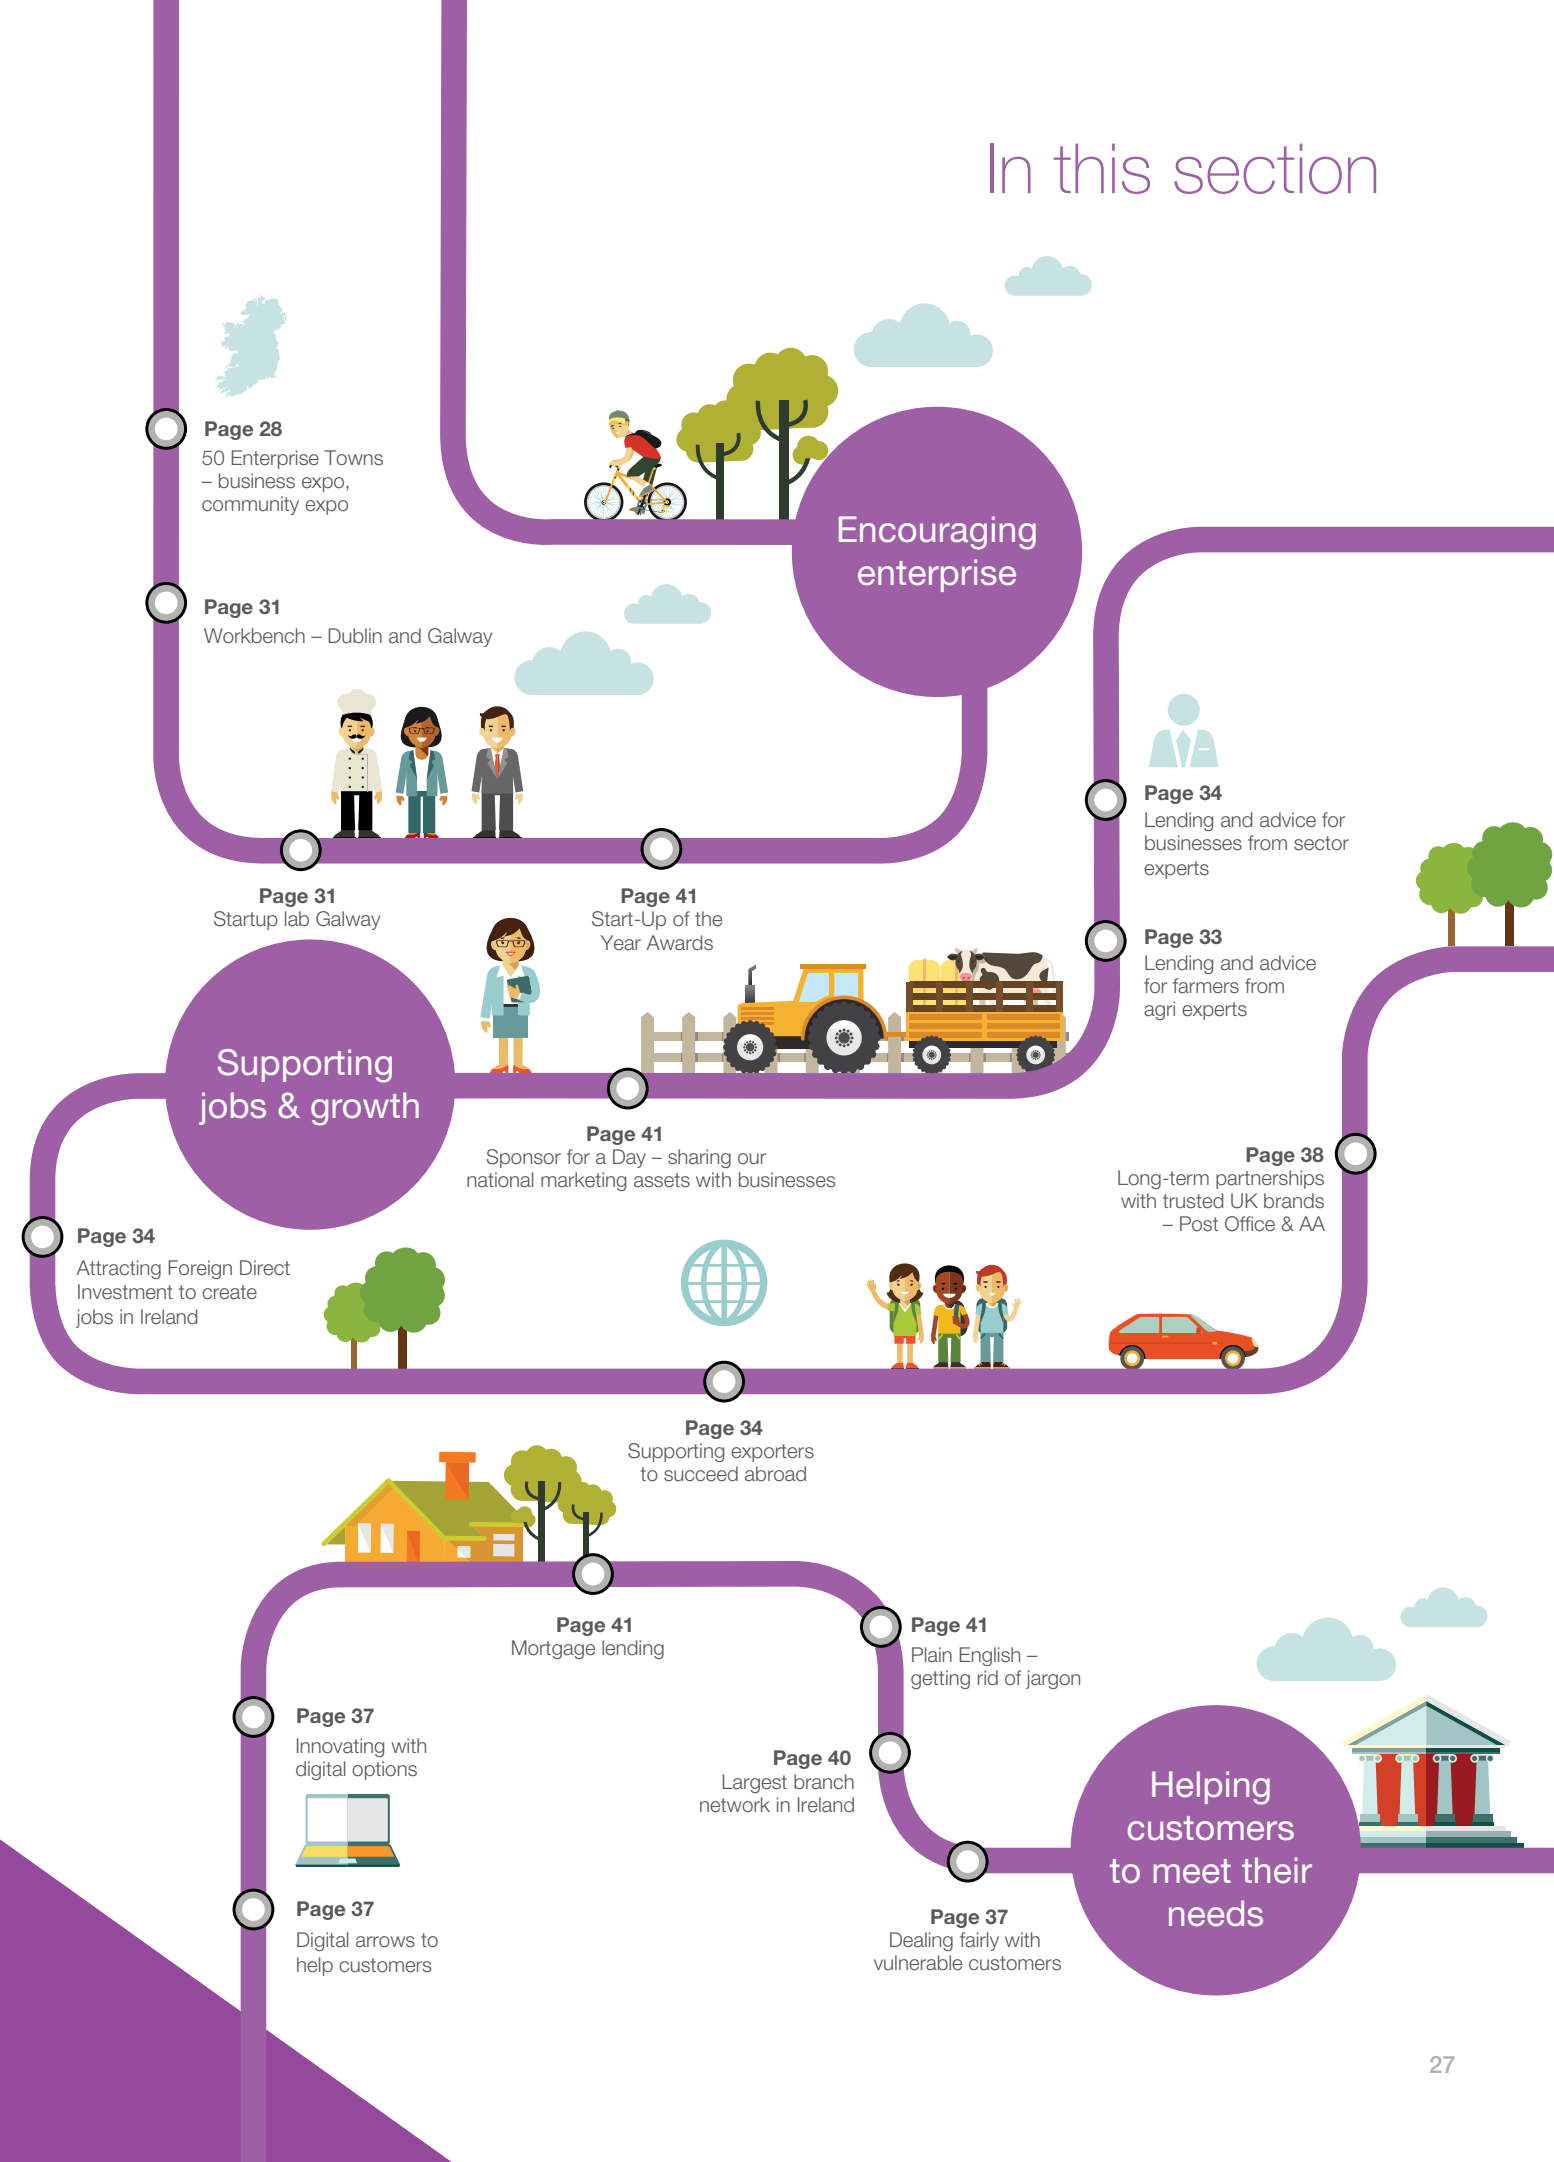 In this section
Page 28
50 Enterprise Towns
– business expo,
community expo
Encouraging
enterprise
Page 31
Workbench – Dublin and Galway
Page 34
Lending and advice for
businesses from sector
experts
Page 31
Startup lab Galway
Page 41
Start-Up of the
Year Awards
Page 33
Lending and advice
for farmers from
agri experts
Supporting
jobs & growth
Page 41
Sponsor for a Day – sharing our
national marketing assets with businesses
Page 38
Long-term partnerships
with trusted UK brands
– Post Office & AA
Page 34
Attracting Foreign Direct
Investment to create
jobs in Ireland
Page 34
Supporting exporters
to succeed abroad
Page 41
Mortgage lending
Page 41
Plain English –
getting rid of jargon
Page 37
Innovating with
digital options
Page 40
Largest branch
network in Ireland
Helping
customers
to meet their
needs
Page 37
Digital arrows to
help customers
Page 37
Dealing fairly with
vulnerable customers
27